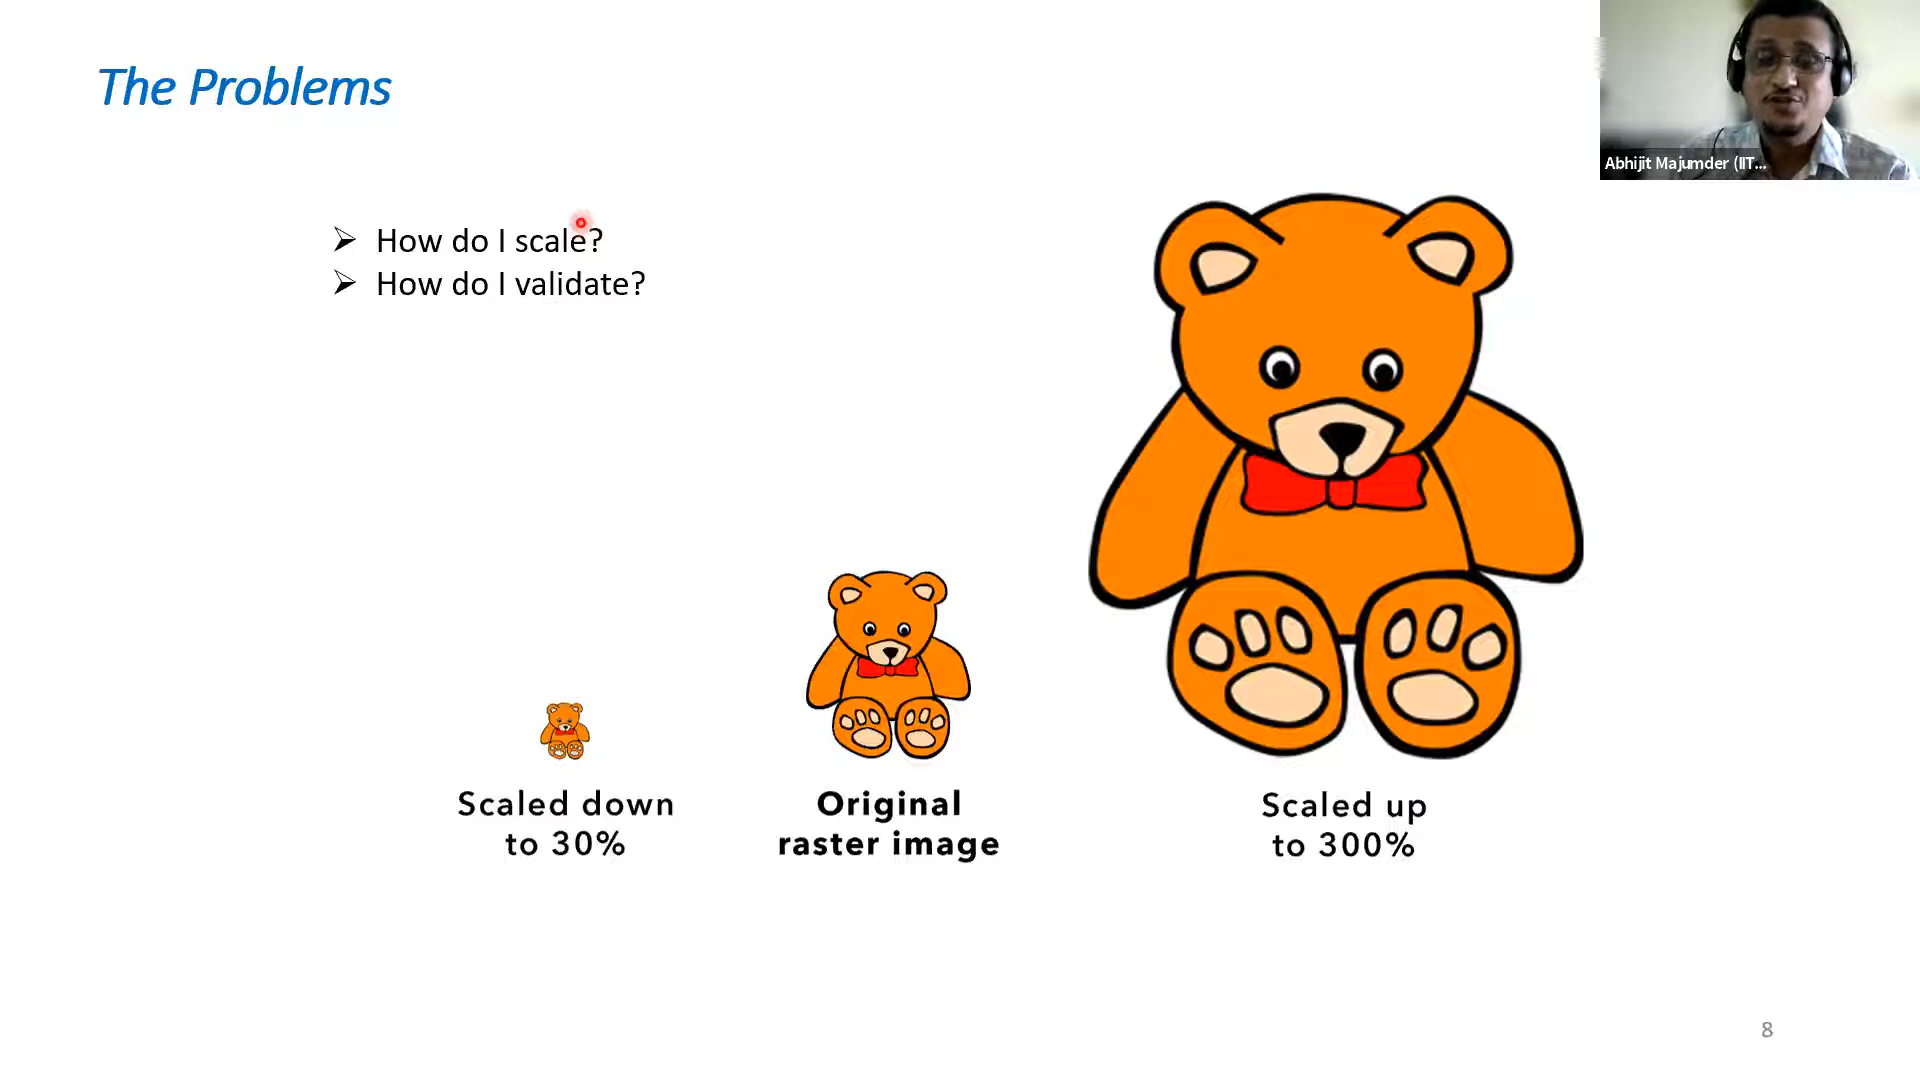 The Problems
Abhijit Majumder (IIT...
➢ How do I scale?
➢ How do I validate?
Scaled down
to 30%
Original
raster image
Scaled up
to 300%
8